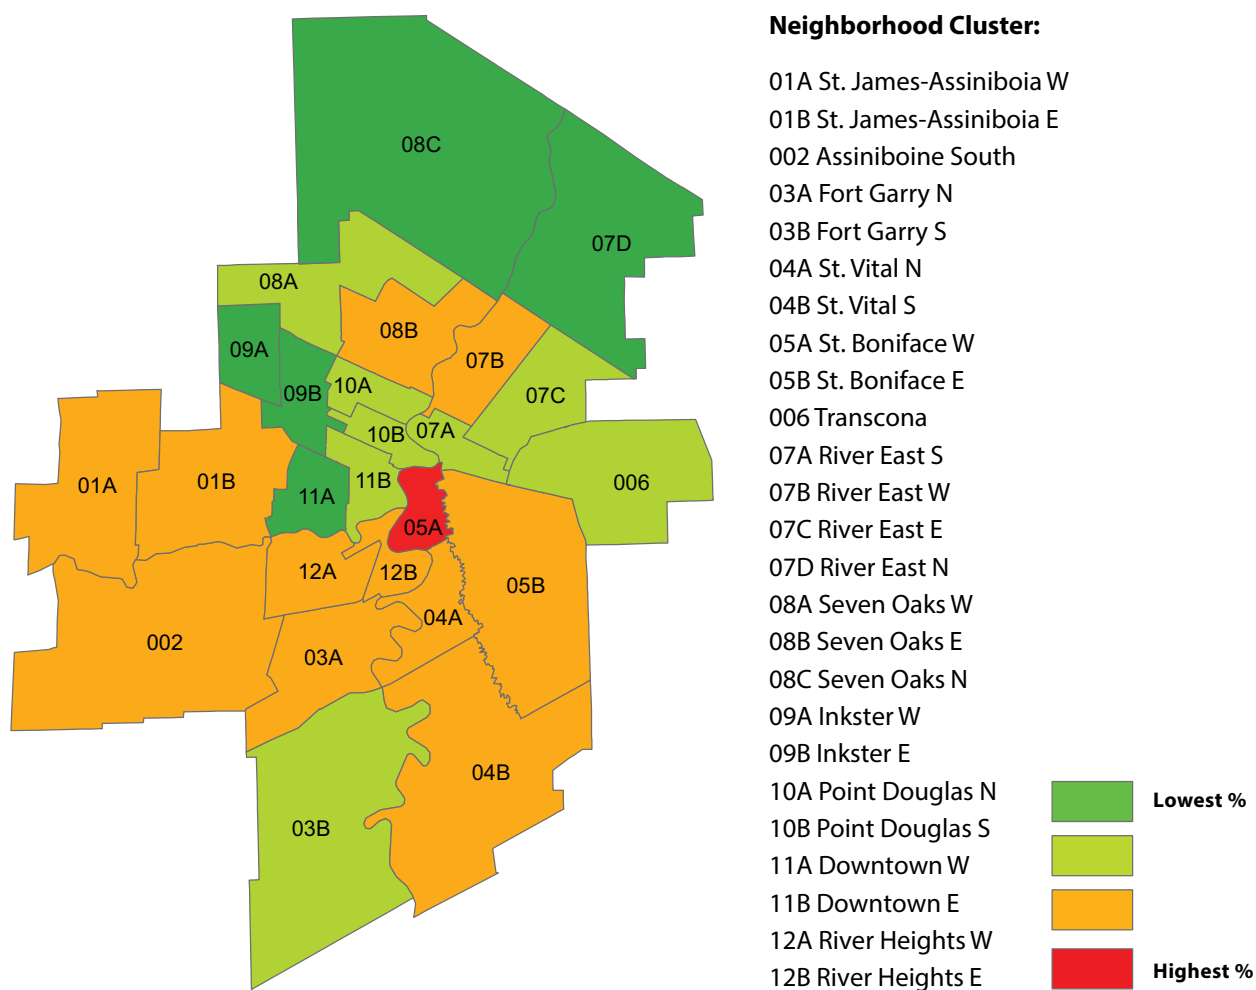 Neighborhood Cluster:
01A St. James-Assiniboia W
01B St. James-Assiniboia E
002 Assiniboine South
03A Fort Garry N
03B Fort Garry S
04A St. Vital N
04B St. Vital S
05A St. Boniface W
05B St. Boniface E
006 Transcona
07A River East S
07B River East W
07C River East E
07D River East N
08A Seven Oaks W
08B Seven Oaks E
08C Seven Oaks N
09A Inkster W
09B Inkster E
10A Point Douglas N
10B Point Douglas S
11A Downtown W
11B Downtown E
12A River Heights W
12B River Heights E
Lowest %
Highest %
08C
07D
08A
08B
09A
07B
10A
09B
07C
10B
07A
01A
01B
11B
11A
006
05A
12A
12B
05B
04A
002
03A
04B
03B